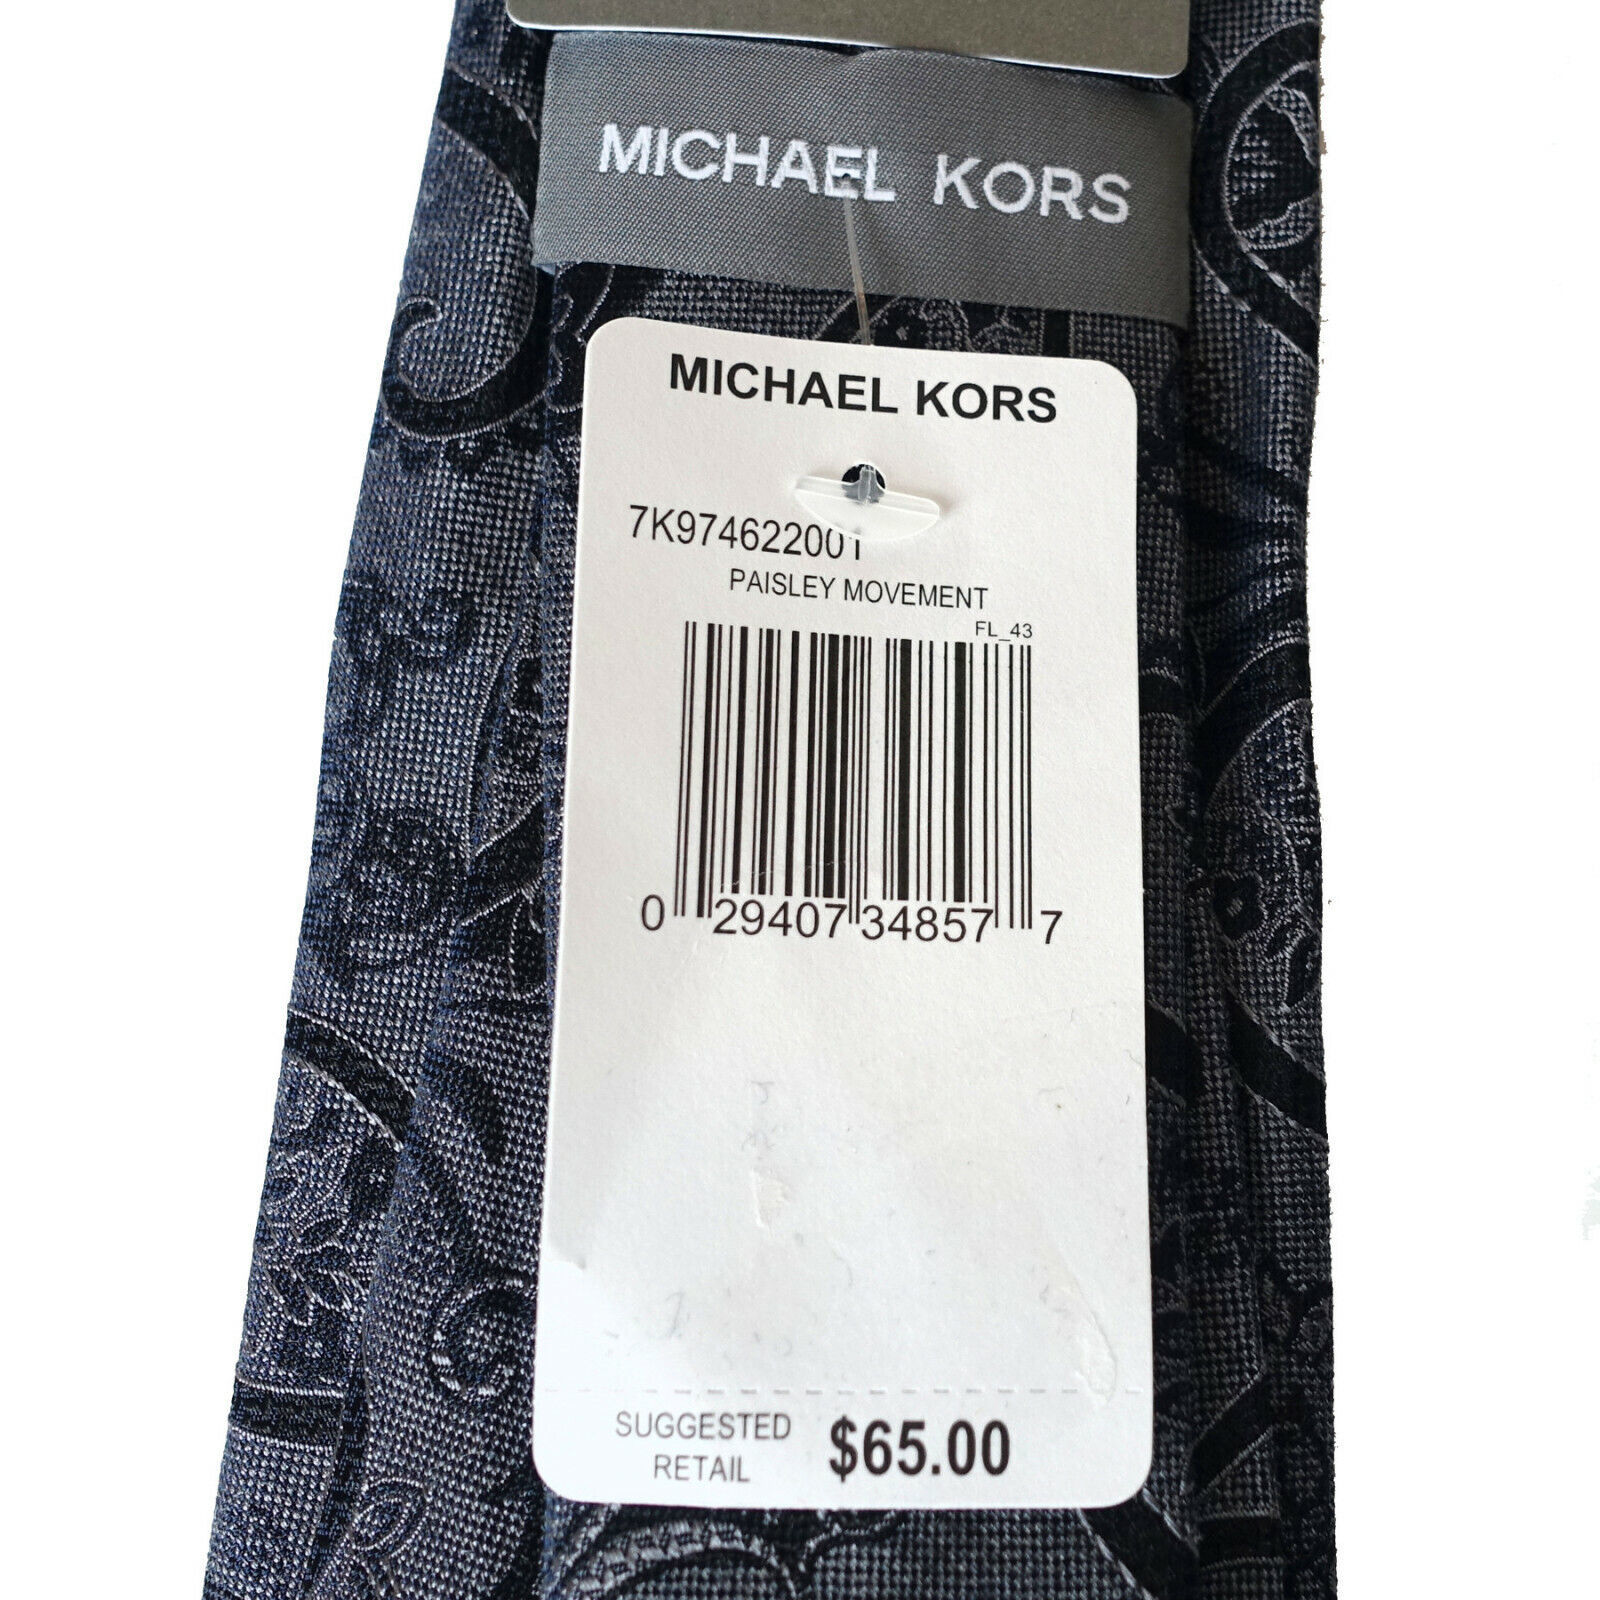 MICHAEL KORS
MICHAEL KORS
7K974622001
PAISLEY MOVEMENT
FL_43
0 29407 34857 7
SUGGESTED
RETAIL
$65.00